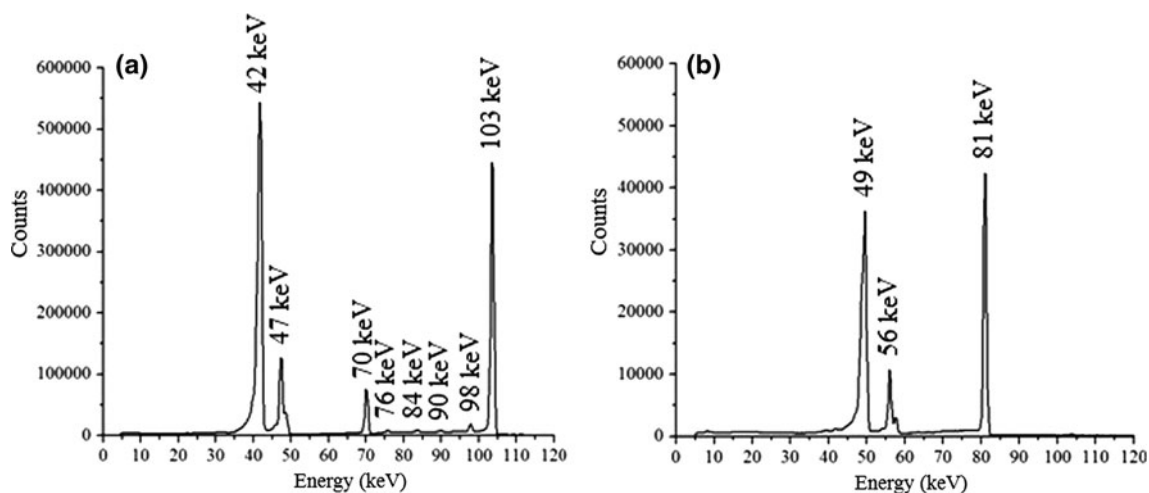 (a)
42 keV
47 keV
70 keV
76 keV
84 keV
90 keV
98 keV
103 keV
600000
500000
400000
300000
200000
100000
0
Counts
0 10 20 30 40 50 60 70 80 90 100 110 120
Energy (keV)
(b)
49 keV
56 keV
81 keV
60000
50000
40000
30000
20000
10000
0
Counts
0 10 20 30 40 50 60 70 80 90 100 110 120
Energy (keV)